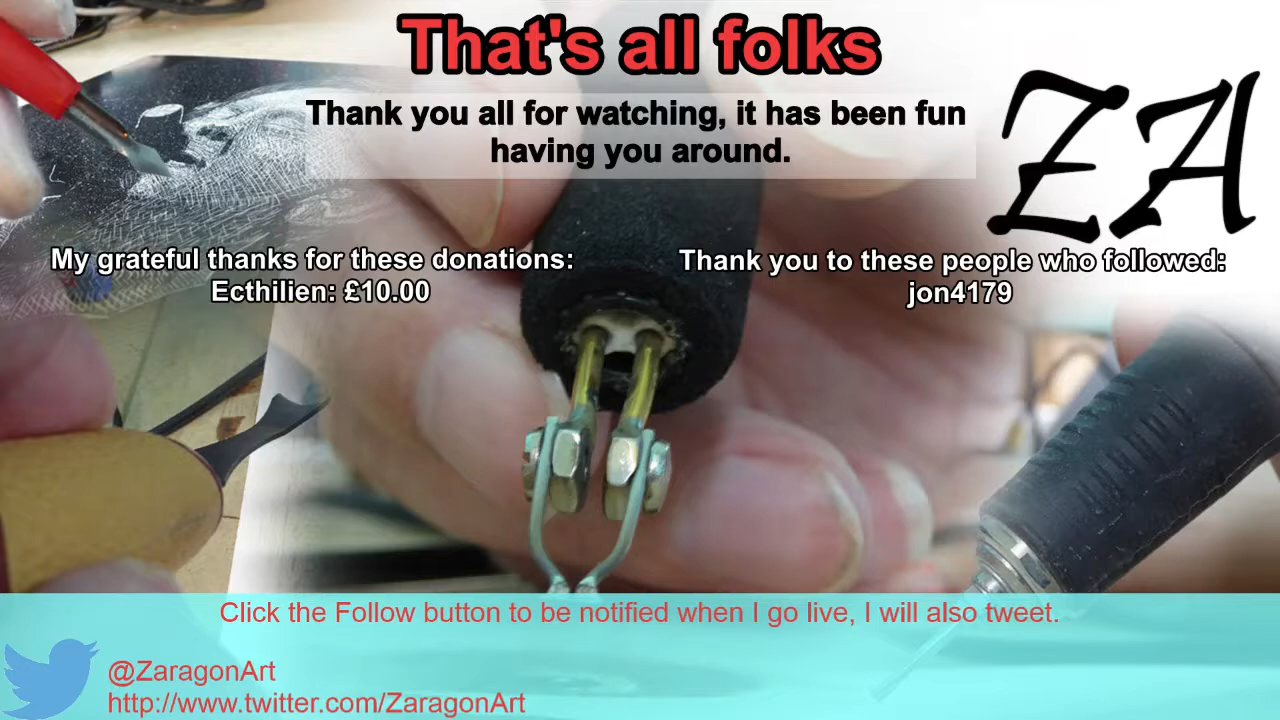 That's all folks
Thank you all for watching, it has been fun
having you around.
ZA
My grateful thanks for these donations:
Ecthilien: £10.00
Thank you to these people who followed:
jon4179
Click the Follow button to be notified when I go live, I will also tweet.
@ZaragonArt
http://www.twitter.com/ZaragonArt